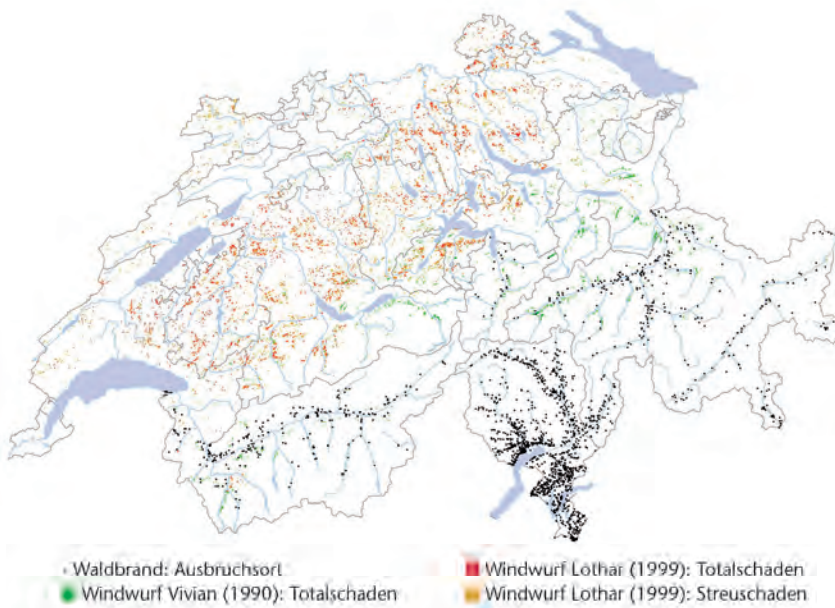 Waldbrand: Ausbruchsort
Windwurf Vivian (1990): Totalschaden
Windwurf Lothar (1999): Totalschaden
Windwurf Lothar (1999): Streuschaden